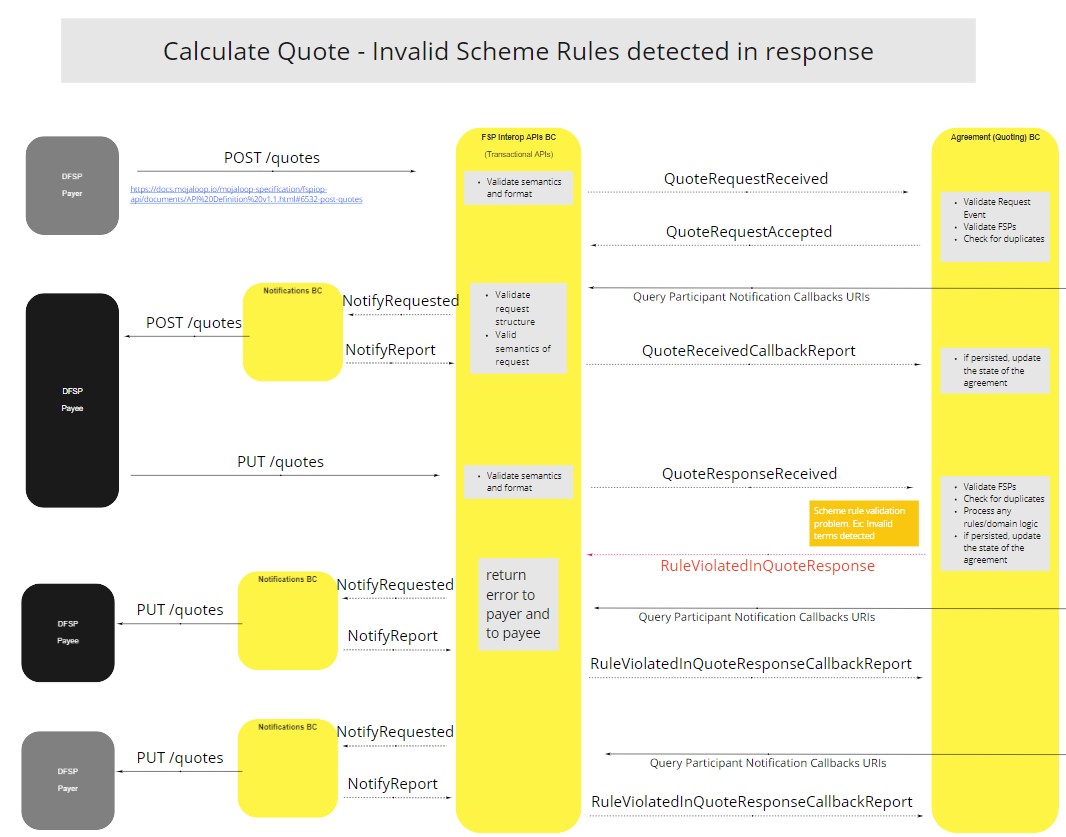 Calculate Quote - Invalid Scheme Rules detected in response
FSP Interop APIs BC
(Transactional APIs)
Agreement (Quoting) BC
DFSP
Payer
POST /quotes
https://docs.mojaloop.io/mojaloop-specification/fspiop-
api/documents/API%20Definition%20v1.1.html#6532-post-quotes
• Validate semantics
and format
QuoteRequestReceived
• Validate Request
Event
• Validate FSPs
• Check for duplicates
QuoteRequestAccepted
Query Participant Notification Callbacks URIs
DFSP
Payee
POST /quotes
Notifications BC
NotifyRequested
NotifyReport
• Validate
request
structure
• Valid
semantics of
request
QuoteReceivedCallbackReport
• if persisted, update
the state of the
agreement
PUT /quotes
• Validate semantics
and format
QuoteResponseReceived
• Validate FSPs
• Check for duplicates
• Process any
rules/domain logic
• if persisted, update
the state of the
agreement
Scheme rule validation
problem. Ex: Invalid
terms detected
RuleViolatedInQuoteResponse
return
error to
payer and
to payee
Query Participant Notification Callbacks URIs
DFSP
Payee
PUT /quotes
Notifications BC
NotifyRequested
NotifyReport
RuleViolatedInQuoteResponseCallbackReport
DFSP
Payer
PUT /quotes
Notifications BC
NotifyRequested
NotifyReport
Query Participant Notification Callbacks URIs
RuleViolatedInQuoteResponseCallbackReport